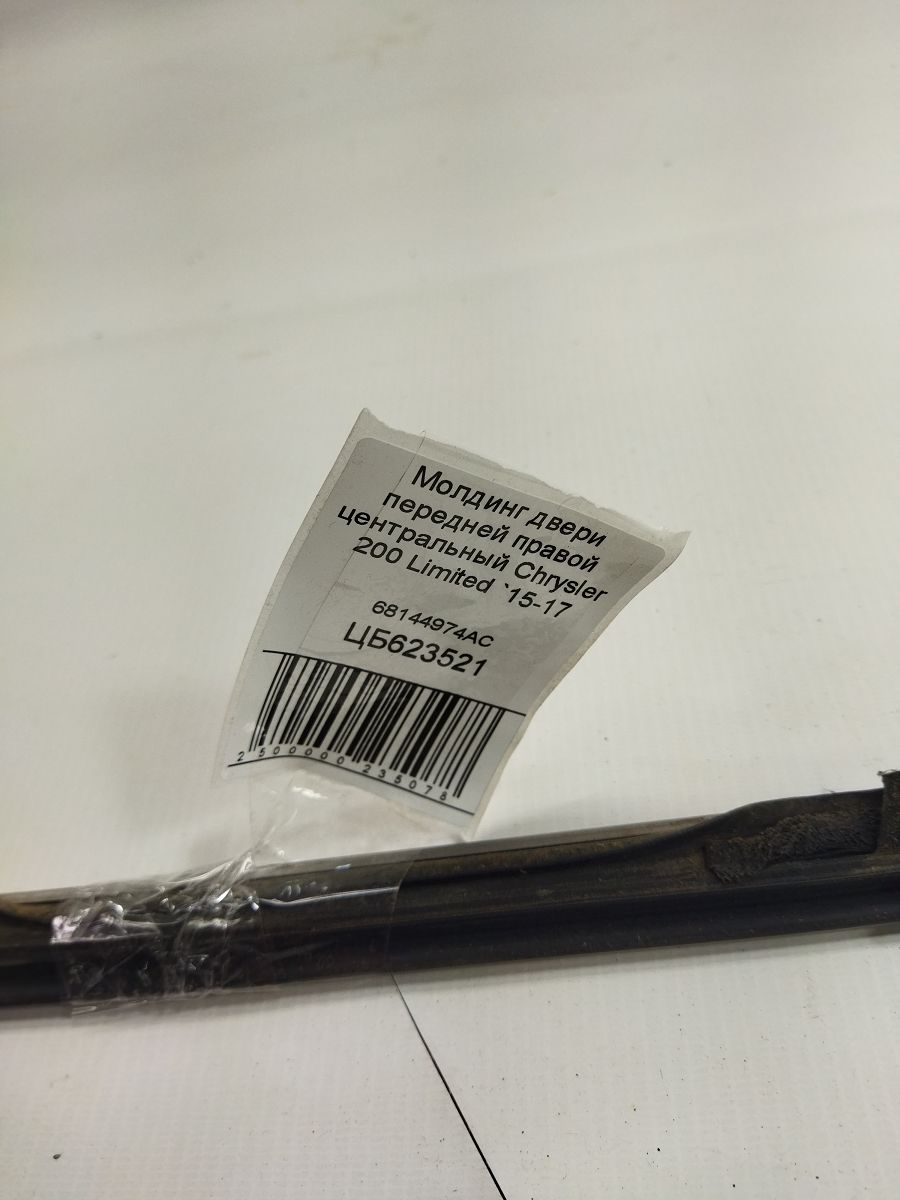 Молдинг двери
передней правой
центральный Chrysler
200 Limited `15-17
68144974AC
ЦБ623521
2500000235078